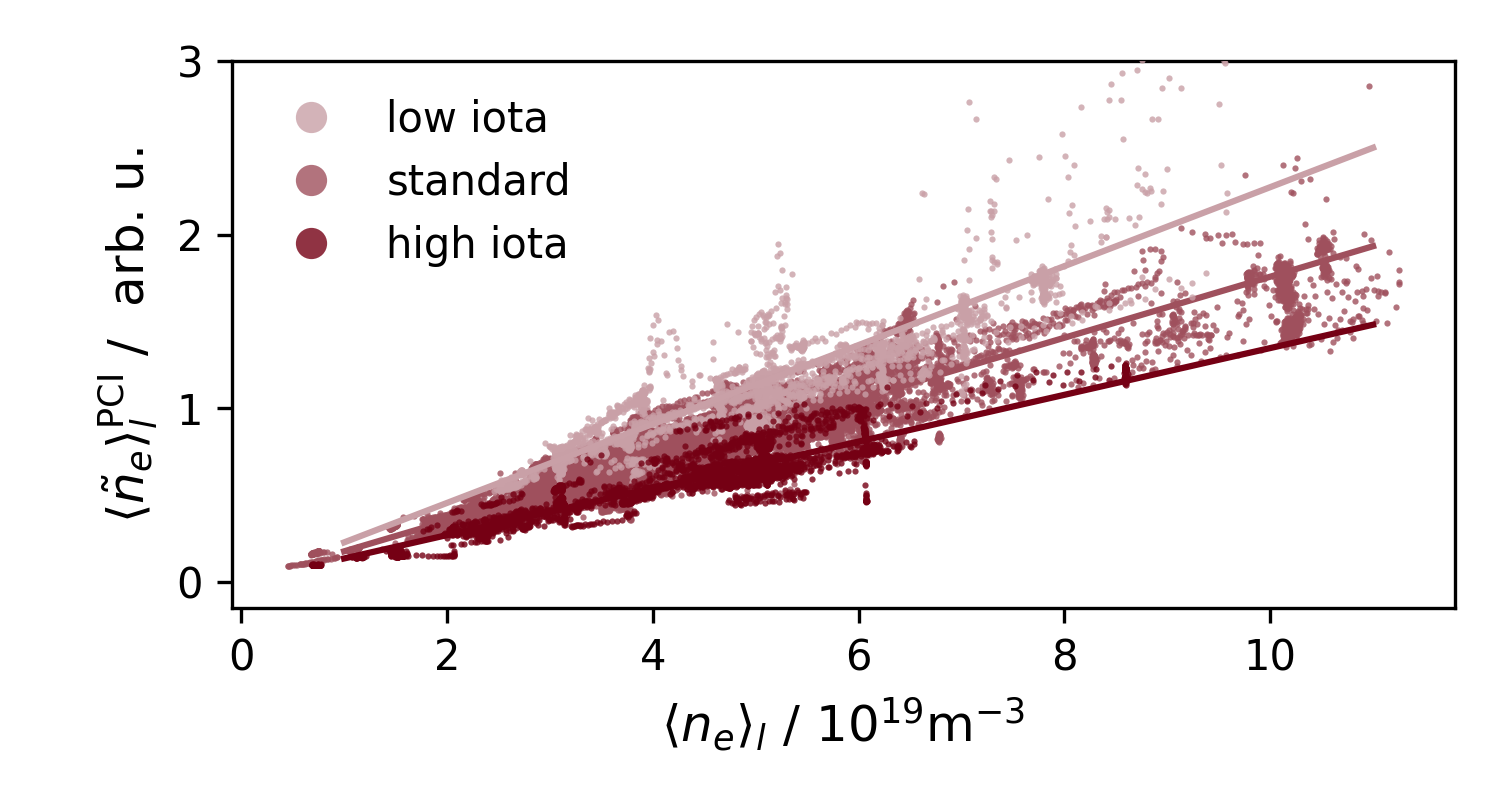 low iota
standard
high iota
3
2
1
0
⟨ñₑ⟩ₗᴾᶜᴵ / arb. u.
0 2 4 6 8 10
⟨nₑ⟩ₗ / 10¹⁹m⁻³